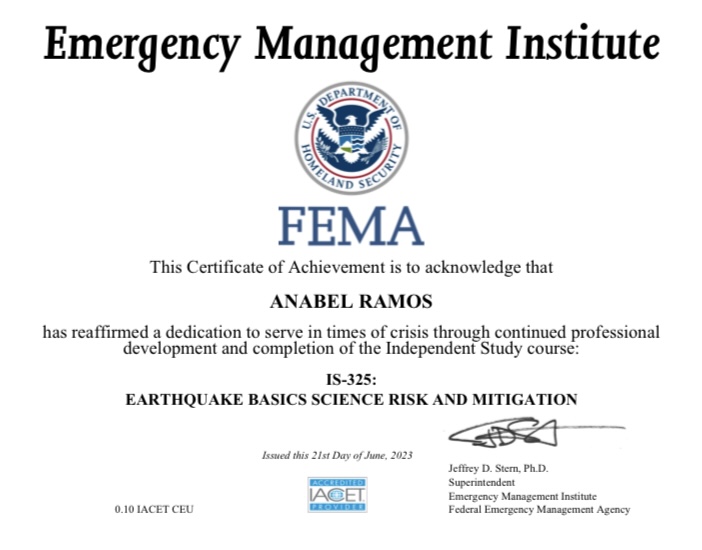 Emergency Management Institute
U.S. DEPARTMENT OF
HOMELAND SECURITY
FEMA
This Certificate of Achievement is to acknowledge that
ANABEL RAMOS
has reaffirmed a dedication to serve in times of crisis through continued professional
development and completion of the Independent Study course:
IS-325:
EARTHQUAKE BASICS SCIENCE RISK AND MITIGATION
Issued this 21st Day of June, 2023
Jeffrey D. Stern, Ph.D.
Superintendent
Emergency Management Institute
Federal Emergency Management Agency
0.10 IACET CEU
ACCREDITED
IACET
PROVIDER